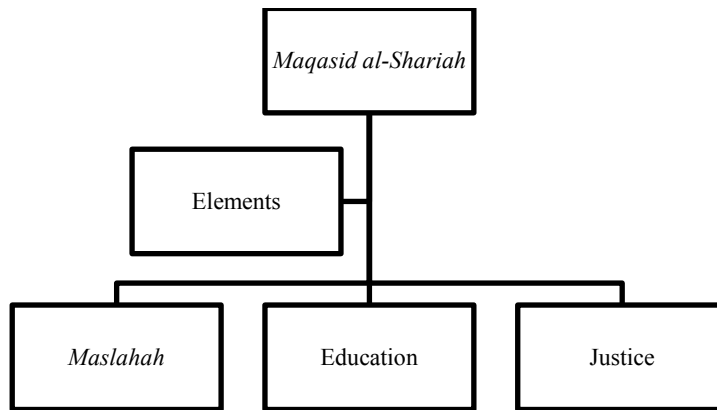 Maqasid al-Shariah
Elements
Maslahah
Education
Justice